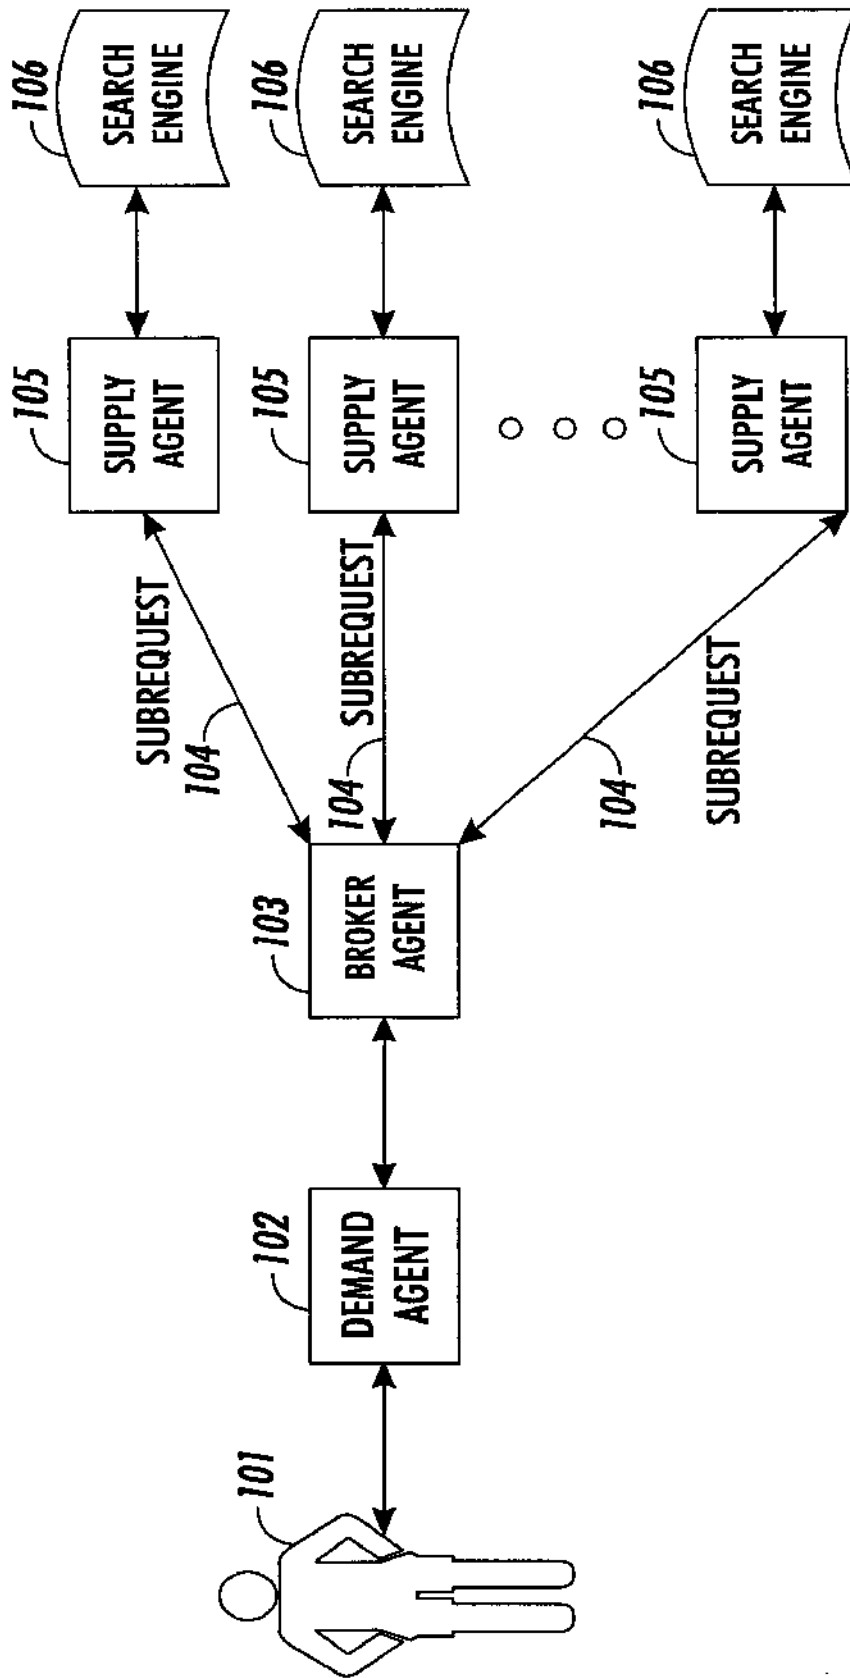 101
102
DEMAND
AGENT
103
BROKER
AGENT
SUBREQUEST
104
SUBREQUEST
104
104
SUBREQUEST
105
SUPPLY
AGENT
106
SEARCH
ENGINE
105
SUPPLY
AGENT
106
SEARCH
ENGINE
105
SUPPLY
AGENT
106
SEARCH
ENGINE